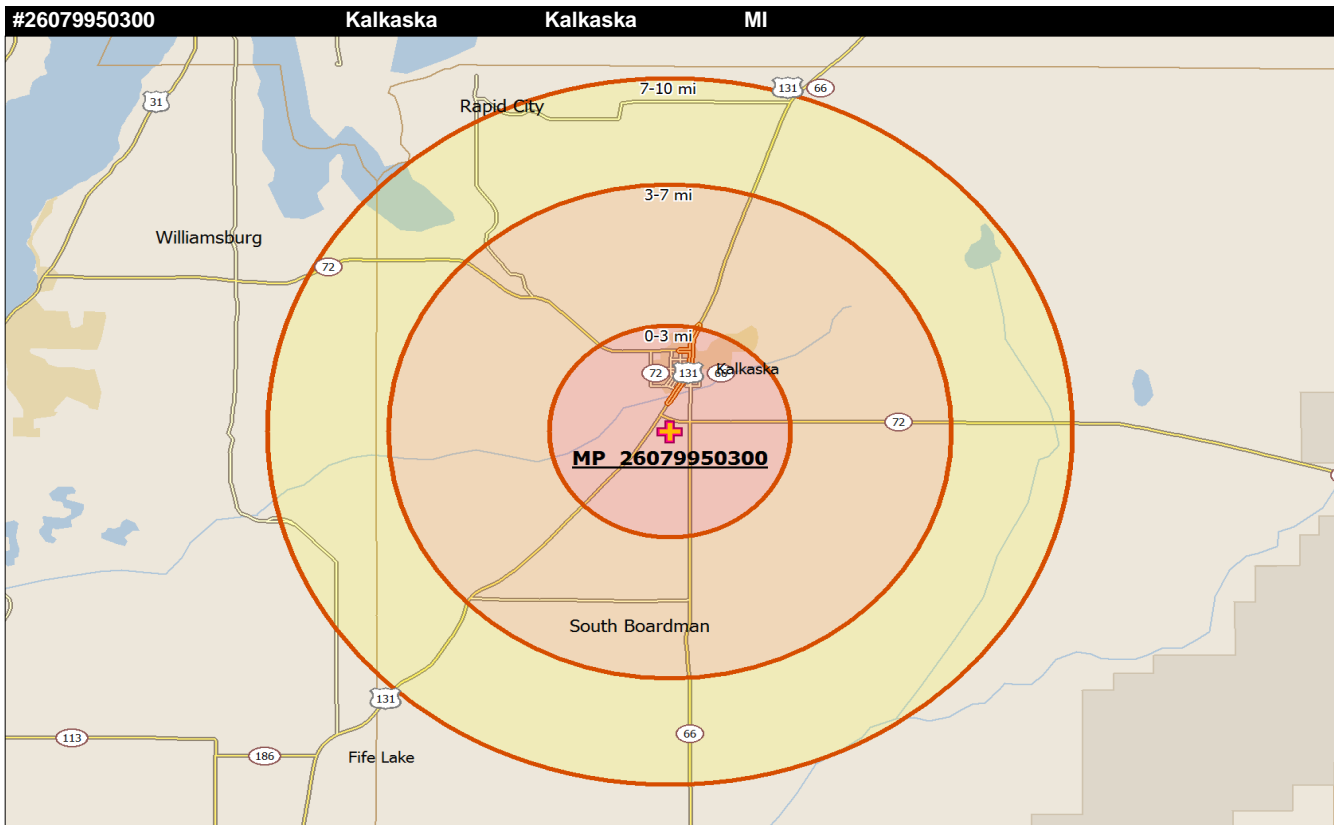 #26079950300 Kalkaska Kalkaska MI
7-10 mi
131
66
31
Rapid City
3-7 mi
Williamsburg
72
0-3 mi
72
131
Kalkaska
72
MP 26079950300
South Boardman
131
66
113
186
Fife Lake